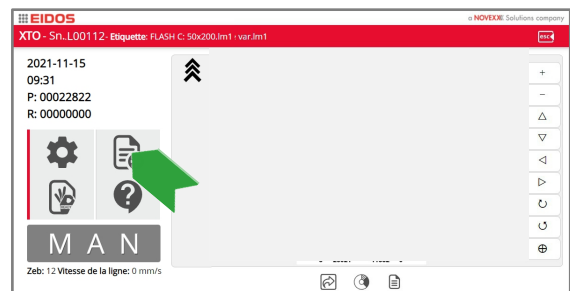 EIDOS
a NOVEXX Solutions company
XTO - Sn..L00112- Etiquette: FLASH C: 50x200.lm1 : var.lm1
esc
2021-11-15
09:31
P: 00022822
R: 00000000
READY
M A N
Zeb: 12 Vitesse de la ligne: 0 mm/s